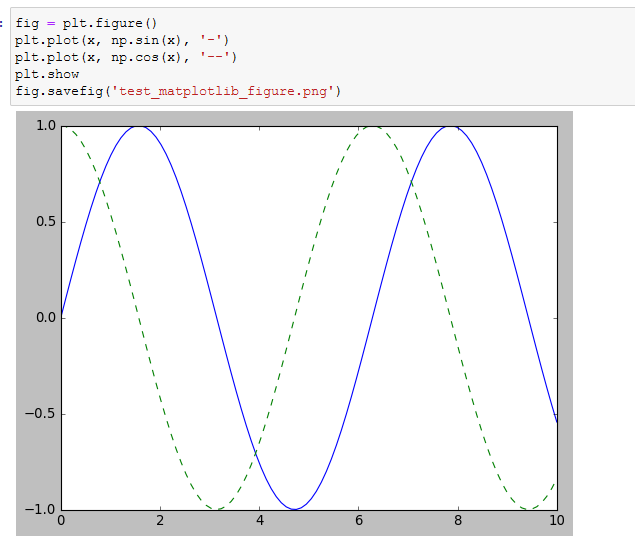 :
fig = plt.figure()
plt.plot(x, np.sin(x), '-')
plt.plot(x, np.cos(x), '--')
plt.show
fig.savefig('test_matplotlib_figure.png')
1.0
0.5
0.0
−0.5
−1.0
0 2 4 6 8 10